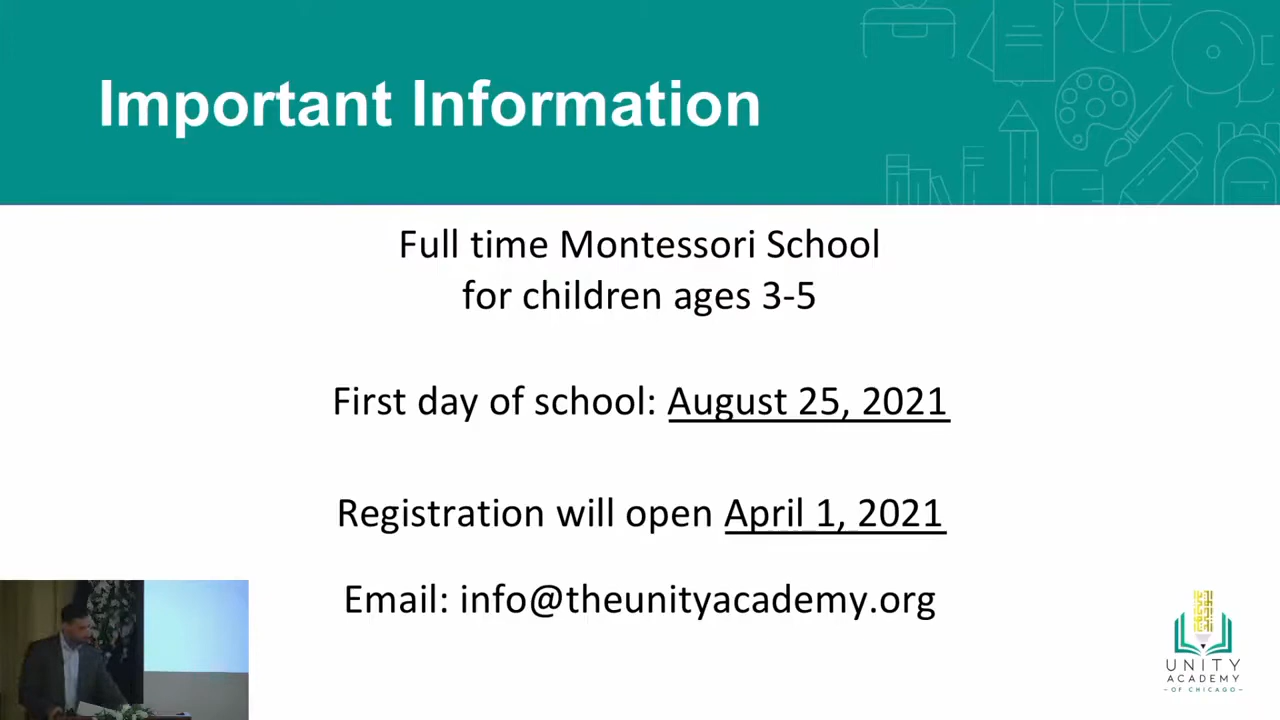 Important Information
Full time Montessori School
for children ages 3-5
First day of school: August 25, 2021
Registration will open April 1, 2021
Email: info@theunityacademy.org
UNITY
ACADEMY
- OF CHICAGO -